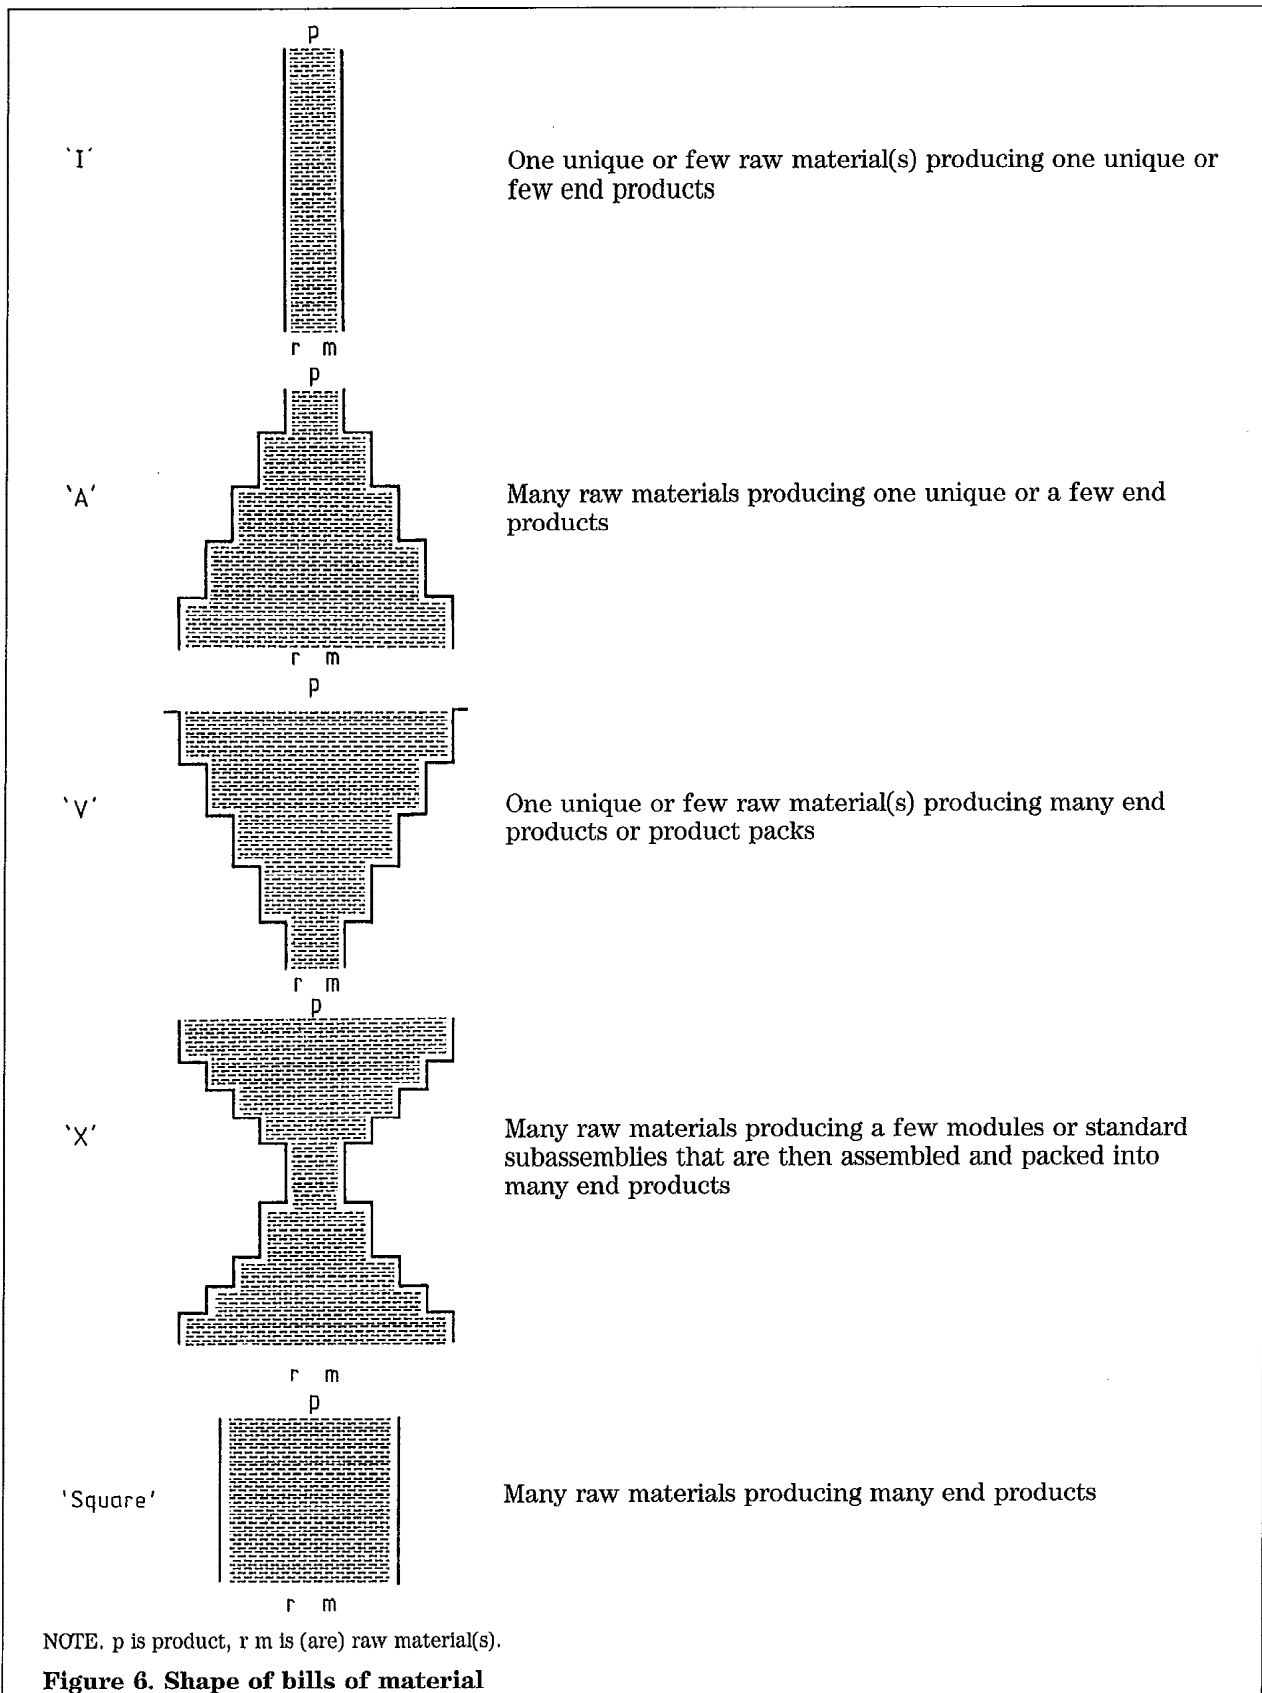 p
'I'
One unique or few raw material(s) producing one unique or
few end products
r m
p
'A'
Many raw materials producing one unique or a few end
products
r m
p
'V'
One unique or few raw material(s) producing many end
products or product packs
r m
p
'X'
Many raw materials producing a few modules or standard
subassemblies that are then assembled and packed into
many end products
r m
p
'Square'
Many raw materials producing many end products
r m
NOTE. p is product, r m is (are) raw material(s).
Figure 6. Shape of bills of material